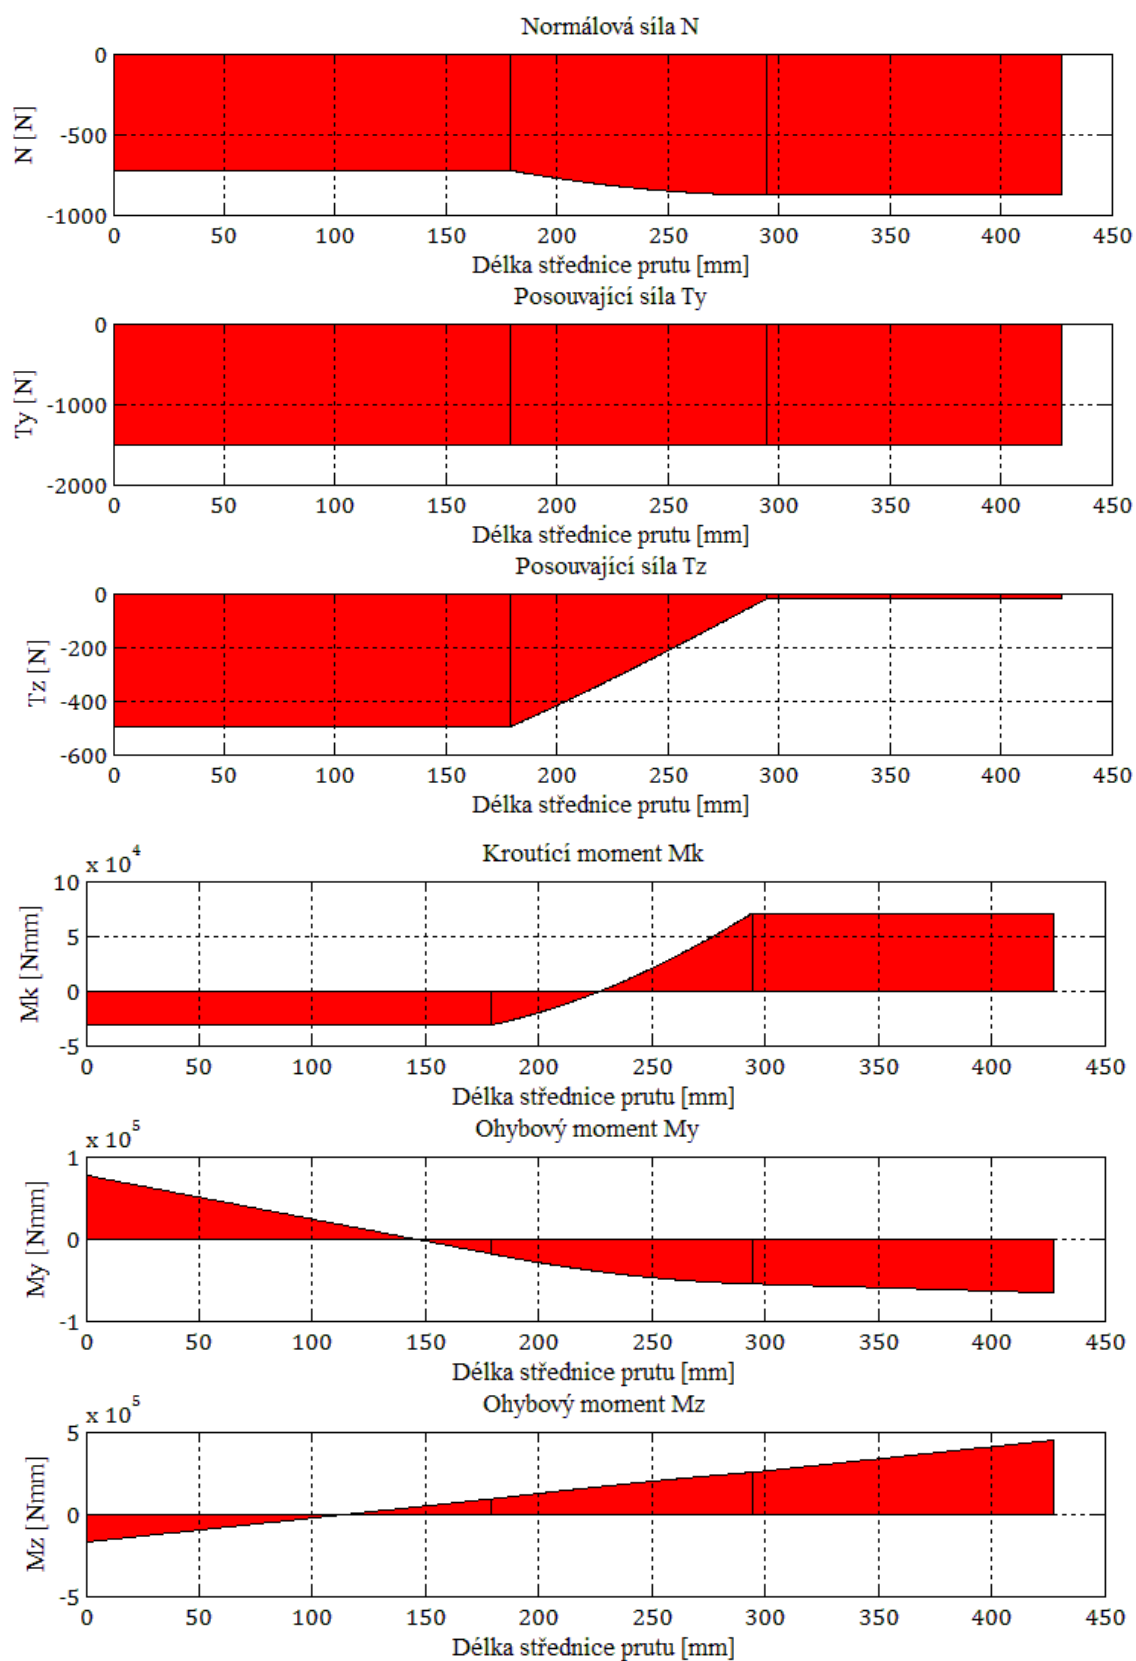 Normálová síla N
0
-500
-1000
N [N]
0 50 100 150 200 250 300 350 400 450
Délka střednice prutu [mm]
Posouvající síla Ty
0
-1000
-2000
Ty [N]
0 50 100 150 200 250 300 350 400 450
Délka střednice prutu [mm]
Posouvající síla Tz
0
-200
-400
-600
Tz [N]
0 50 100 150 200 250 300 350 400 450
Délka střednice prutu [mm]
x 10^4
Kroutící moment Mk
10
5
0
-5
Mk [Nmm]
0 50 100 150 200 250 300 350 400 450
Délka střednice prutu [mm]
x 10^5
Ohybový moment My
1
0
-1
My [Nmm]
0 50 100 150 200 250 300 350 400 450
Délka střednice prutu [mm]
x 10^5
Ohybový moment Mz
5
0
-5
Mz [Nmm]
0 50 100 150 200 250 300 350 400 450
Délka střednice prutu [mm]